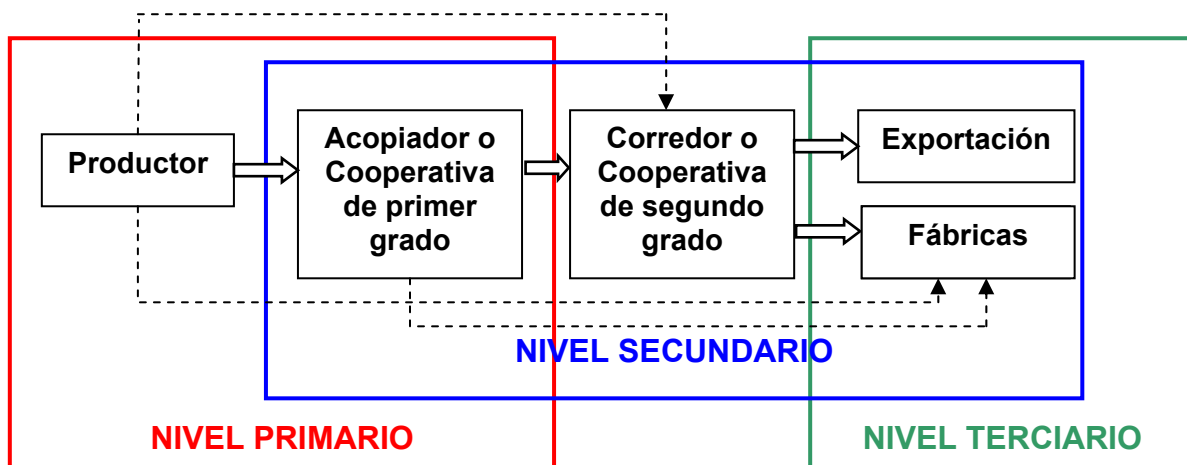 Productor
Acopiador o
Cooperativa
de primer
grado
Corredor o
Cooperativa
de segundo
grado
Exportación
Fábricas
NIVEL SECUNDARIO
NIVEL PRIMARIO
NIVEL TERCIARIO